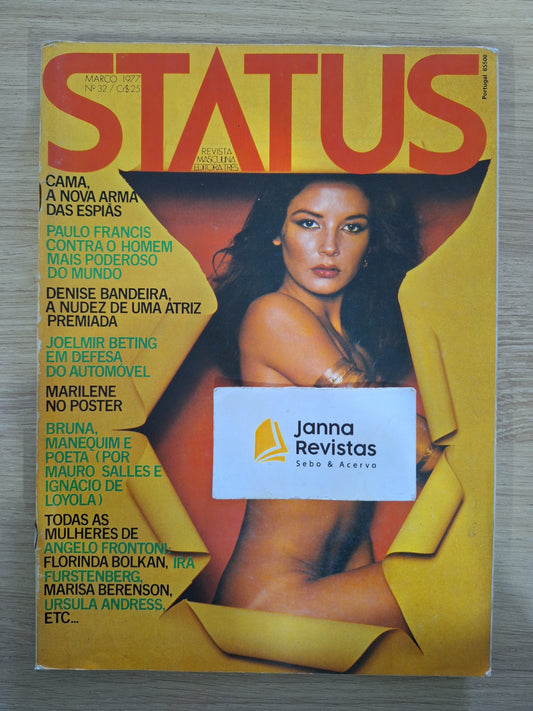 STATUS
MARÇO 1977
Nº 32 / Cr$ 25
REVISTA
MASCULINA
EDITORA TRÊS
Portugal 65$00
CAMA,
A NOVA ARMA
DAS ESPIÃS
PAULO FRANCIS
CONTRA O HOMEM
MAIS PODEROSO
DO MUNDO
DENISE BANDEIRA,
A NUDEZ DE UMA ATRIZ
PREMIADA
JOELMIR BETING
EM DEFESA
DO AUTOMÓVEL
MARILENE
NO POSTER
BRUNA,
MANEQUIM E
POETA (POR
MAURO SALLES E
IGNÁCIO DE
LOYOLA)
TODAS AS
MULHERES DE
ANGELO FRONTONI:
FLORINDA BOLKAN, IRA
FURSTENBERG,
MARISA BERENSON,
URSULA ANDRESS,
ETC...
Janna
Revistas
Sebo & Acervo